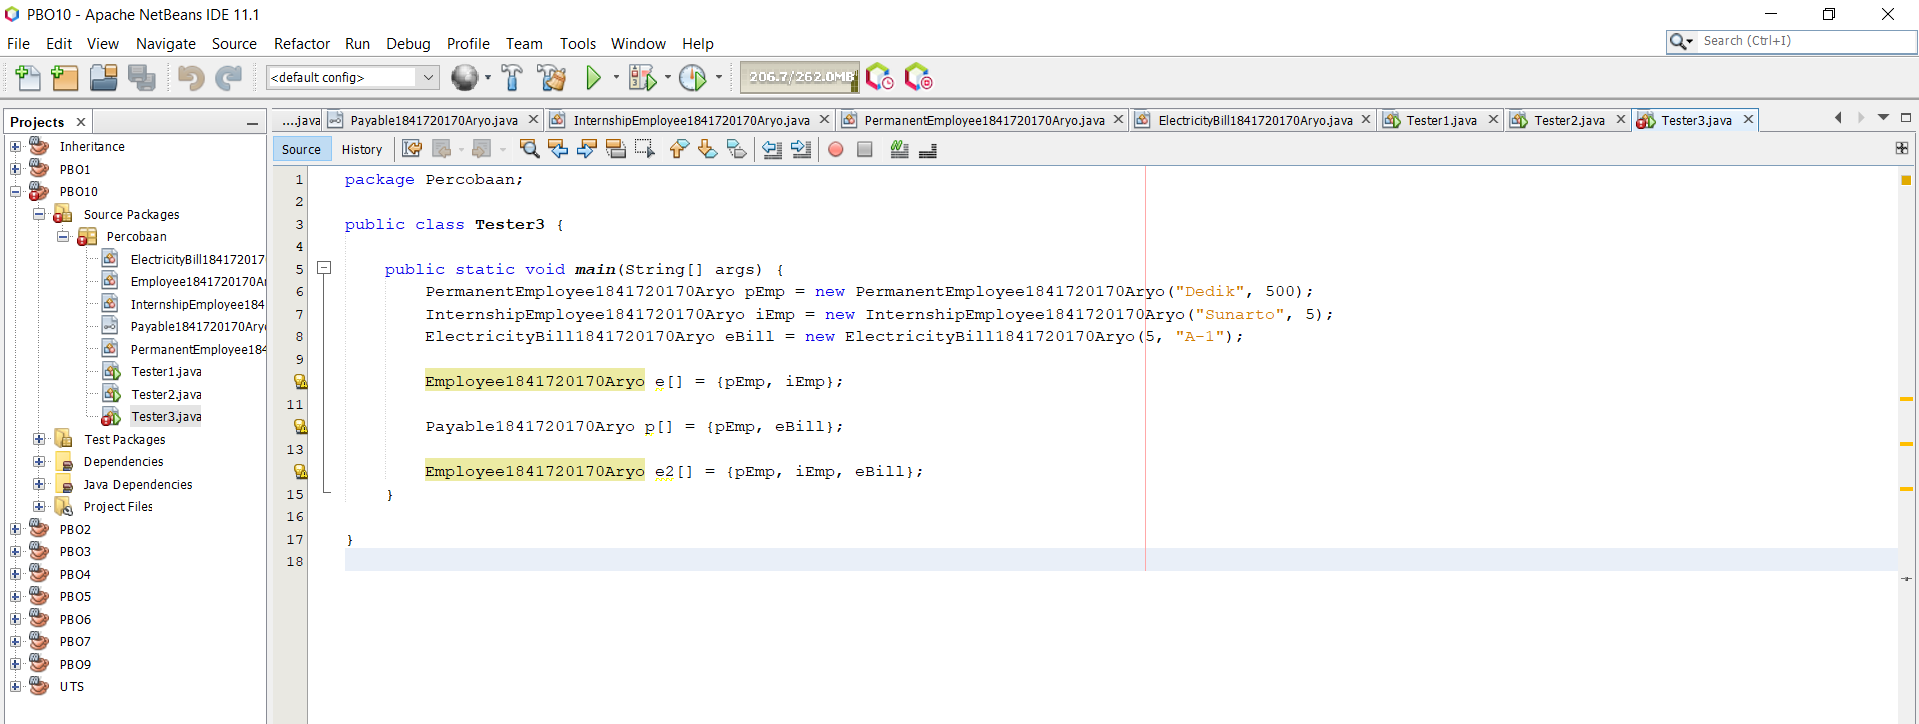 PBO10 - Apache NetBeans IDE 11.1
File Edit View Navigate Source Refactor Run Debug Profile Team Tools Window Help
Search (Ctrl+I)
<default config>
206.7/262.0MB
Projects
....java
Payable1841720170Aryo.java
InternshipEmployee1841720170Aryo.java
PermanentEmployee1841720170Aryo.java
ElectricityBill1841720170Aryo.java
Tester1.java
Tester2.java
Tester3.java
Source History
Inheritance
PBO1
PBO10
Source Packages
Percobaan
ElectricityBill184172017
Employee1841720170A
InternshipEmployee184
Payable1841720170Ary
PermanentEmployee184
Tester1.java
Tester2.java
Tester3.java
Test Packages
Dependencies
Java Dependencies
Project Files
PBO2
PBO3
PBO4
PBO5
PBO6
PBO7
PBO9
UTS
1 package Percobaan;
2
3 public class Tester3 {
4
5 public static void main(String[] args) {
6 PermanentEmployee1841720170Aryo pEmp = new PermanentEmployee1841720170Aryo("Dedik", 500);
7 InternshipEmployee1841720170Aryo iEmp = new InternshipEmployee1841720170Aryo("Sunarto", 5);
8 ElectricityBill1841720170Aryo eBill = new ElectricityBill1841720170Aryo(5, "A-1");
9
Employee1841720170Aryo e[] = {pEmp, iEmp};
11
Payable1841720170Aryo p[] = {pEmp, eBill};
13
Employee1841720170Aryo e2[] = {pEmp, iEmp, eBill};
15 }
16
17 }
18